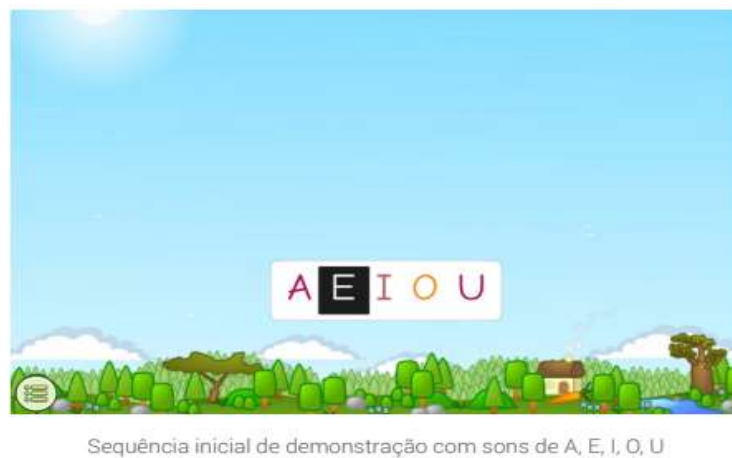 A E I O U
Sequência inicial de demonstração com sons de A, E, I, O, U